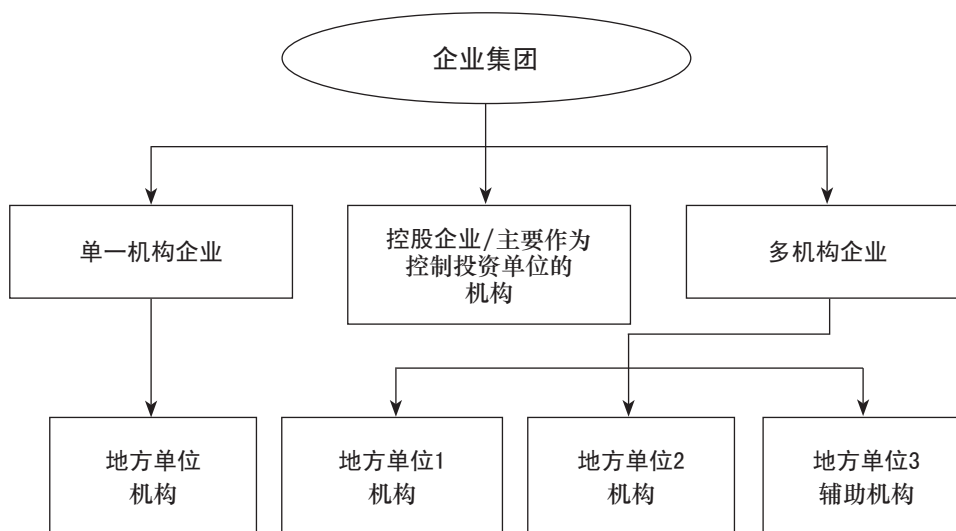 企业集团
单一机构企业
控股企业/主要作为
控制投资单位的
机构
多机构企业
地方单位
机构
地方单位1
机构
地方单位2
机构
地方单位3
辅助机构